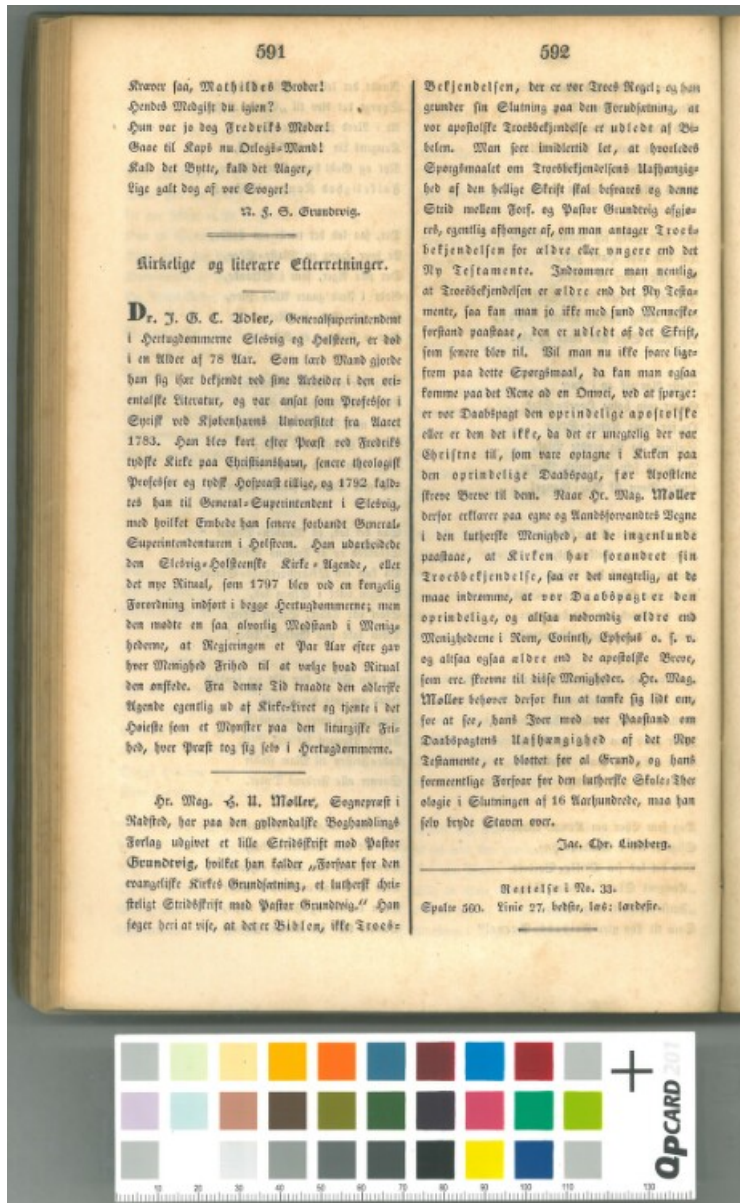 591
Kræver saa, Mathildes Broder!
Hendes Medgift du igien?
Hun var jo dog Fredriks Moder!
Gaae til Kaps nu Orlogs-Mand!
Kald det Bytte, kald det Aager,
Lige galt dog af vor Svoger!
N. F. S. Grundtvig.
Kirkelige og literære Efterretninger.
Dr. J. G. C. Adler, Generalsuperintendent
i Hertugdømmerne Slesvig og Holsteen, er død
i en Alder af 78 Aar. Som lærd Mand gjorde
han sig især bekjendt ved sine Arbeider i den ori-
entalske Literatur, og var ansat som Professor i
Syrisk ved Kjøbenhavns Universitet fra Aaret
1783. Han blev kort efter Præst ved Fredriks
tydske Kirke paa Christianshavn, senere theologisk
Professor og tydsk Hofpræst tillige, og 1792 kald-
tes han til General-Superintendent i Slesvig,
med hvilket Embede han senere forbandt General-
Superintendenturen i Holsteen. Han udarbeidede
den Slesvig-Holsteenske Kirke-Agende, eller
det nye Ritual, som 1797 blev ved en kongelig
Forordning indført i begge Hertugdømmerne; men
den mødte en saa alvorlig Modstand i Menig-
hederne, at Regjeringen et Par Aar efter gav
hver Menighed Frihed til at vælge hvad Ritual
den ønskede. Fra denne Tid traadte den adlerske
Agende egentlig ud af Kirke-Livet og tjente i det
Høieste som et Mynster paa den liturgiske Fri-
hed, hver Præst tog sig selv i Hertugdømmerne.
Hr. Mag. H. U. Møller, Sognepræst i
Radsted, har paa den gyldendalske Boghandlings
Forlag udgivet et lille Stridsskrift mod Pastor
Grundtvig, hvilket han kalder „Forsvar for den
evangeliske Kirkes Grundsætning, et luthersk chri-
steligt Stridsskrift mod Pastor Grundtvig.“ Han
søger heri at vise, at det er Biblen, ikke Troes-
592
Bekjendelsen, der er vor Troes Regel; og han
grunder sin Slutning paa den Forudsætning, at
vor apostolske Troesbekjendelse er udledt af Bi-
belen. Man seer imidlertid let, at hvorledes
Spørgsmaalet om Troesbekjendelsens Uafhængig-
hed af den hellige Skrift skal besvares og denne
Strid mellem Forf. og Pastor Grundtvig afgjø-
res, egentlig afhænger af, om man antager Troes-
bekjendelsen for ældre eller yngere end det
Ny Testamente. Indrømmer man nemlig,
at Troesbekjendelsen er ældre end det Ny Testa-
mente, saa kan man jo ikke med sund Menneske-
forstand paastaae, den er udledt af det Skrift,
som senere blev til. Vil man nu ikke svare lige-
frem paa dette Spørgsmaal, da kan man ogsaa
komme paa det Rene ad en Omvei, ved at spørge:
er vor Daabspagt den oprindelige apostolske
eller er den det ikke, da det er unegtelig der var
Christne til, som vare optagne i Kirken paa
den oprindelige Daabspagt, før Apostlene
skreve Breve til dem. Naar Hr. Mag. Møller
derfor erklærer paa egne og Aandsforvandtes Vegne
i den lutherske Menighed, at de ingenlunde
paastaae, at Kirken har forandret sin
Troesbekjendelse, saa er det unegtelig, at de
maae indrømme, at vor Daabspagt er den
oprindelige, og altsaa nødvendig ældre end
Menighederne i Rom, Corinth, Ephesus o. s. v.
og altsaa ogsaa ældre end de apostolske Breve,
som ere skrevne til disse Menigheder. Hr. Mag.
Møller behøver derfor kun at tænke sig lidt om,
for at see, hans Iver mod vor Paastand om
Daabspagtens Uafhængighed af det Nye
Testamente, er blottet for al Grund, og hans
formeentlige Forsvar for den lutherske Skole-Ther
ologie i Slutningen af 16 Aarhundrede, maa han
selv bryde Staven over.
Jac. Chr. Lindberg.
Rettelse i No. 33.
Spalte 560. Linie 27, bedste, læs: lærdeste.
QPCARD 201
10 20 30 40 50 60 70 80 90 100 110 130